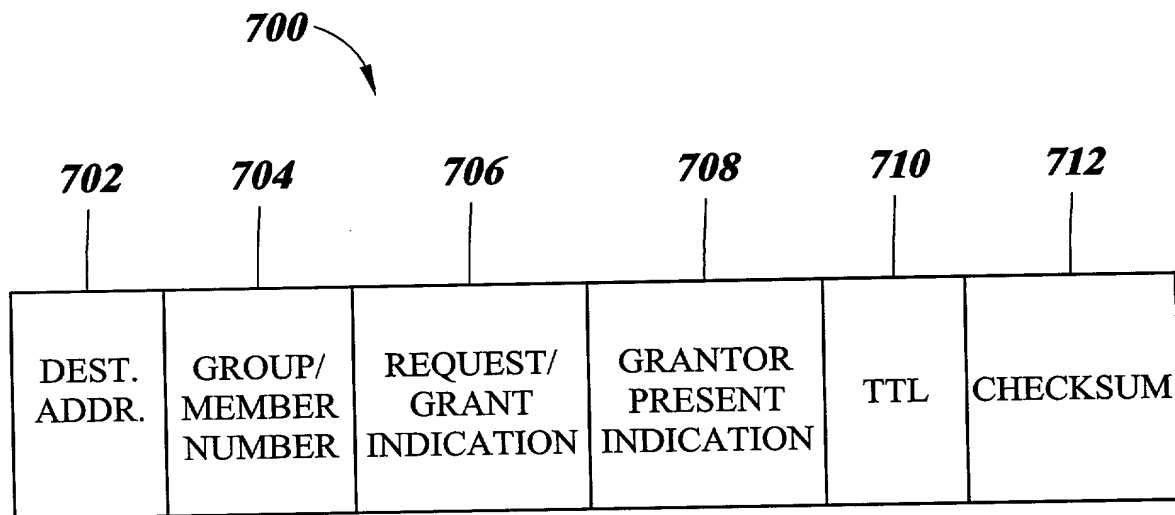 700
702 704 706 708 710 712
DEST.
ADDR.
GROUP/
MEMBER
NUMBER
REQUEST/
GRANT
INDICATION
GRANTOR
PRESENT
INDICATION
TTL
CHECKSUM